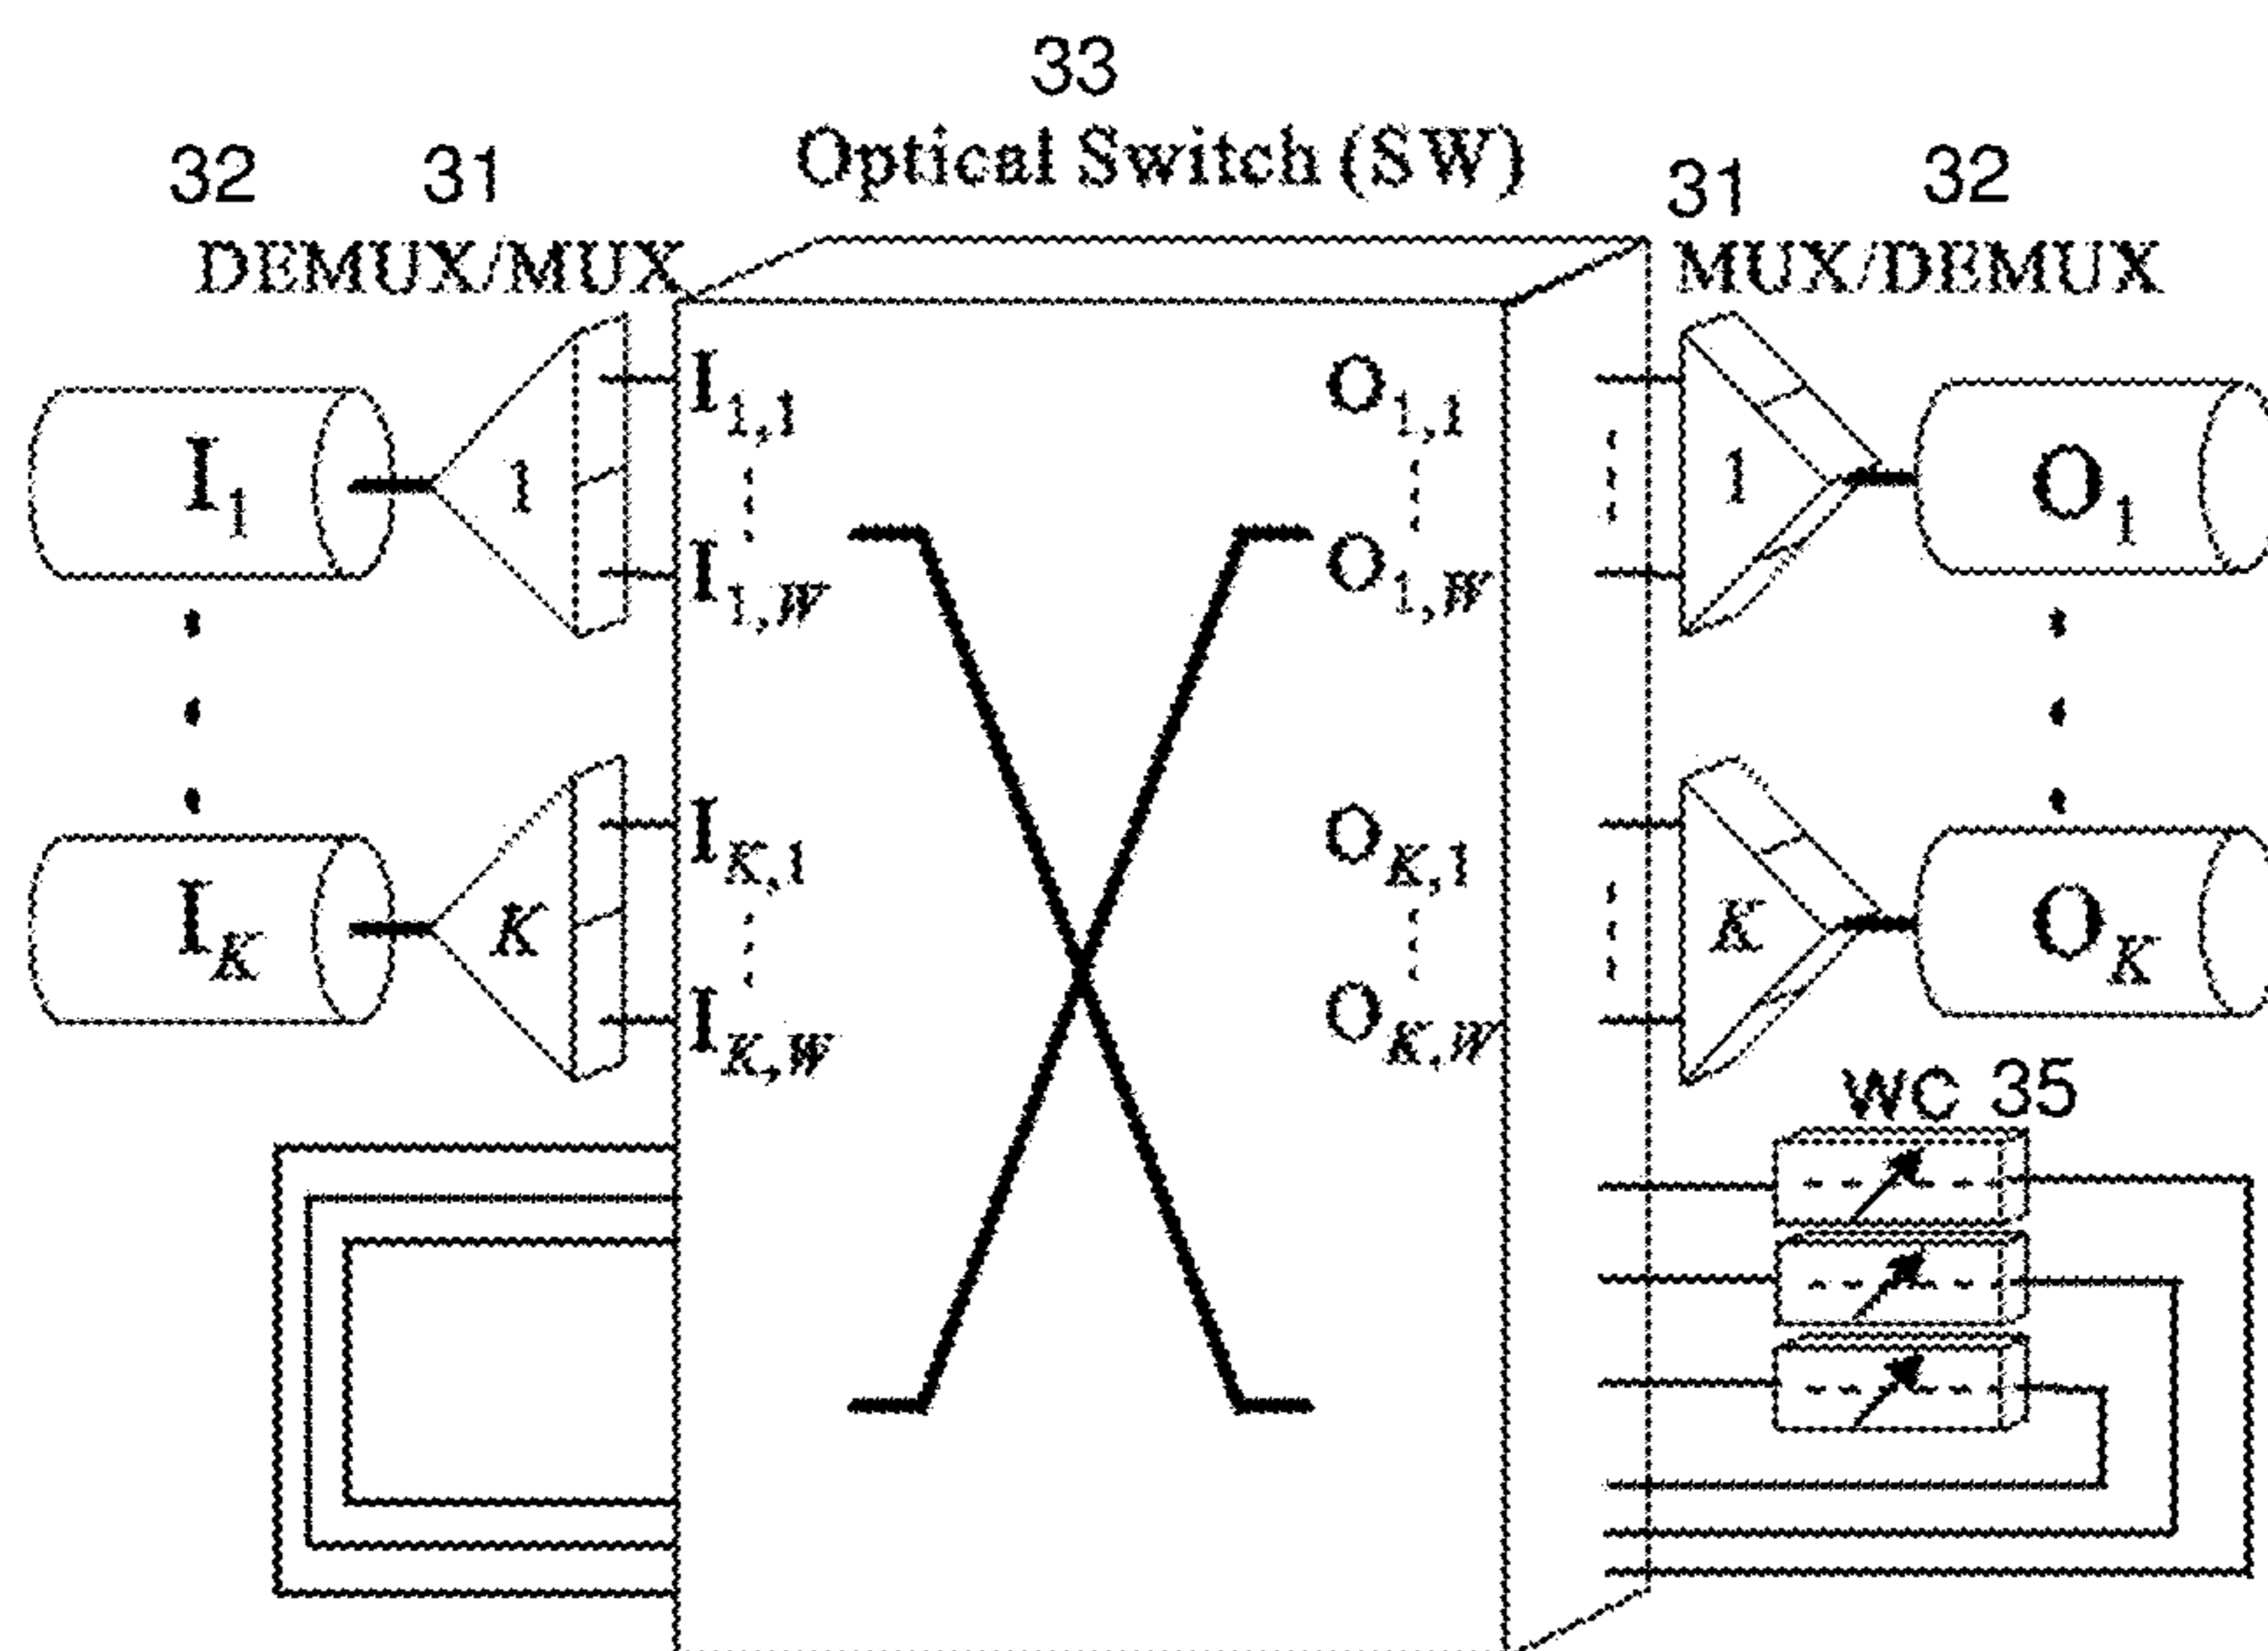 33
Optical Switch (SW)
32 31 31 32
DEMUX/MUX MUX/DEMUX
I1 1 I1,1 O1,1 1 O1
I1,W O1,W
IK K IK,1 OK,1 K OK
IK,W OK,W
WC 35